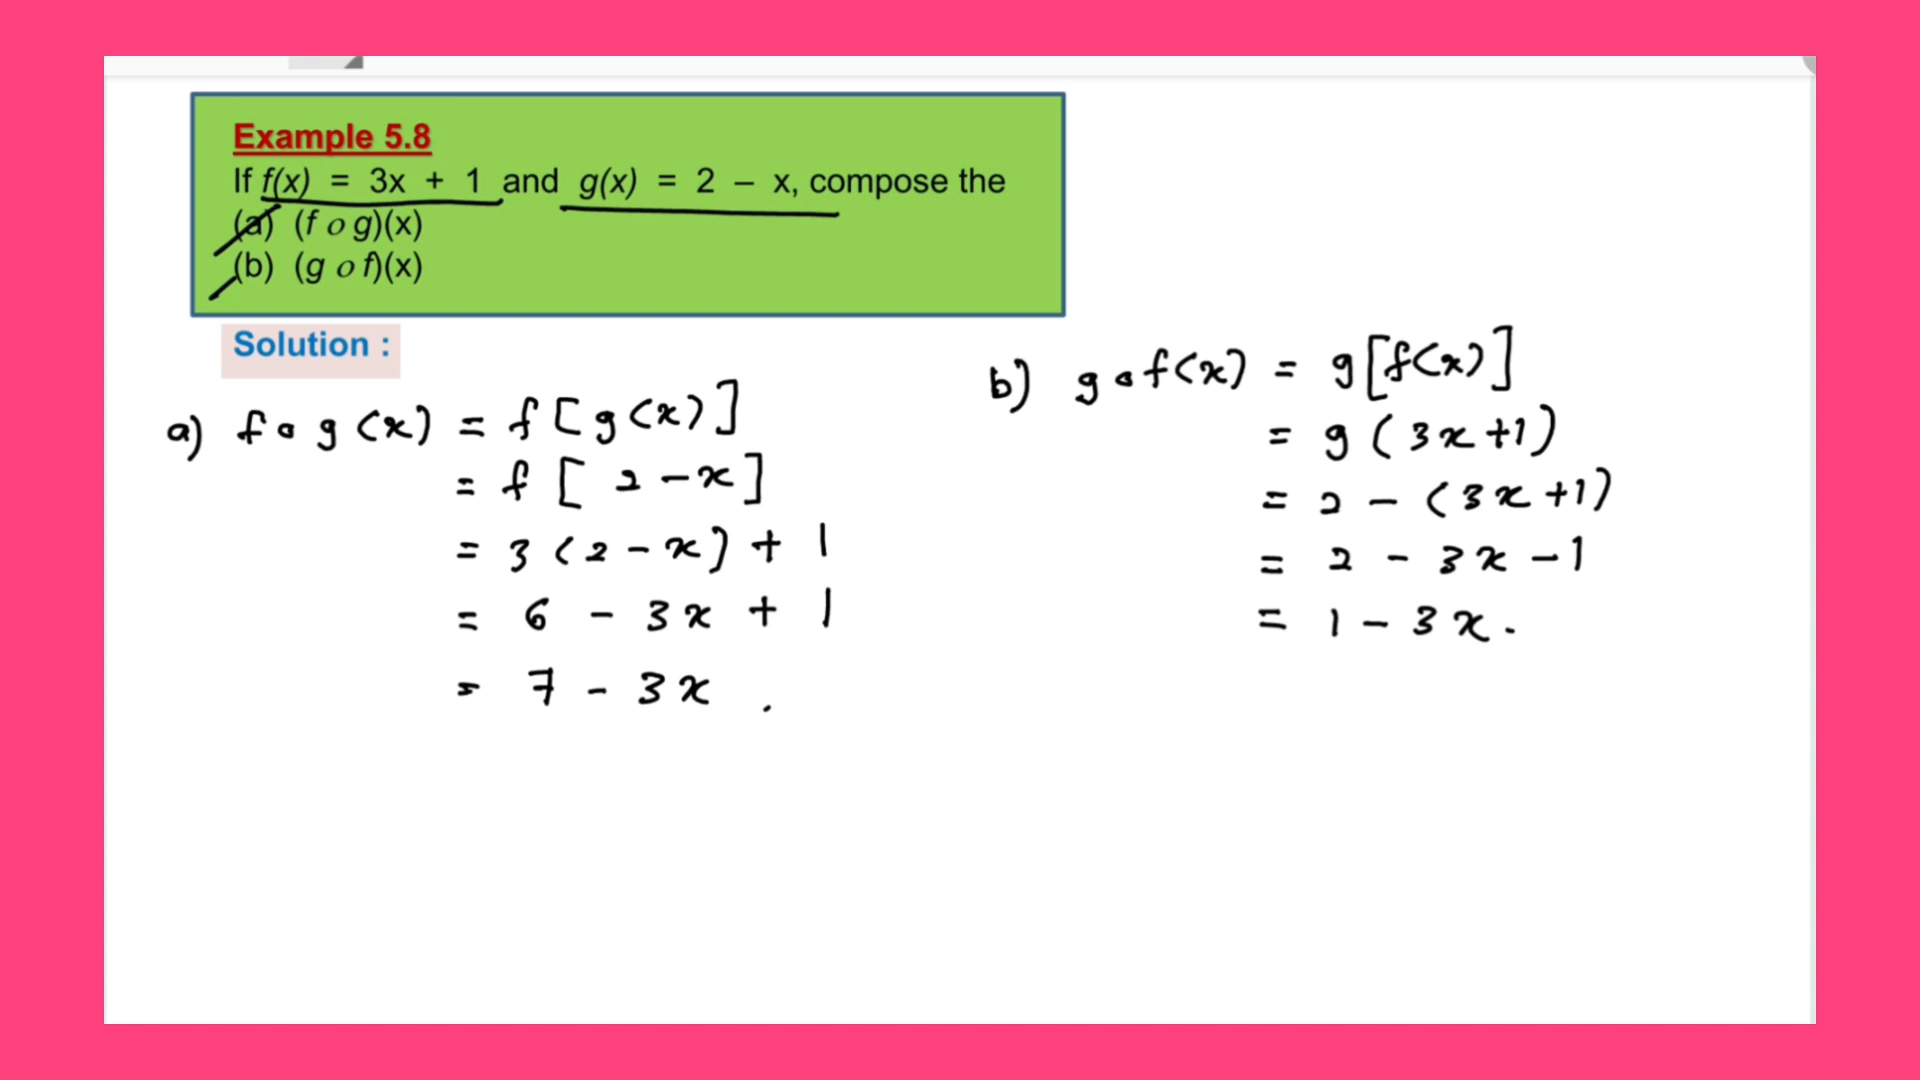 Example 5.8
If f(x) = 3x + 1 and g(x) = 2 – x, compose the
(a) (f o g)(x)
(b) (g o f)(x)
Solution :
a) f o g (x) = f [g(x)]
= f [ 2 - x ]
= 3 (2 - x) + 1
= 6 - 3x + 1
= 7 - 3x .
b) g o f(x) = g[f(x)]
= g (3x+1)
= 2 - (3x+1)
= 2 - 3x - 1
= 1 - 3x.